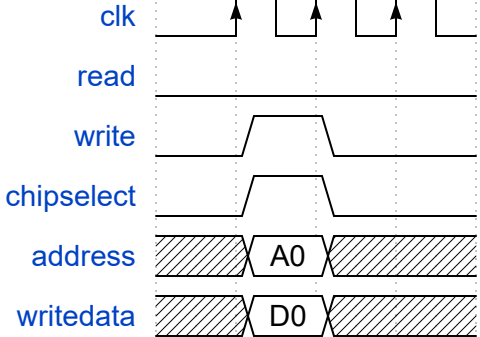 clk
read
write
chipselect
address A0
writedata D0